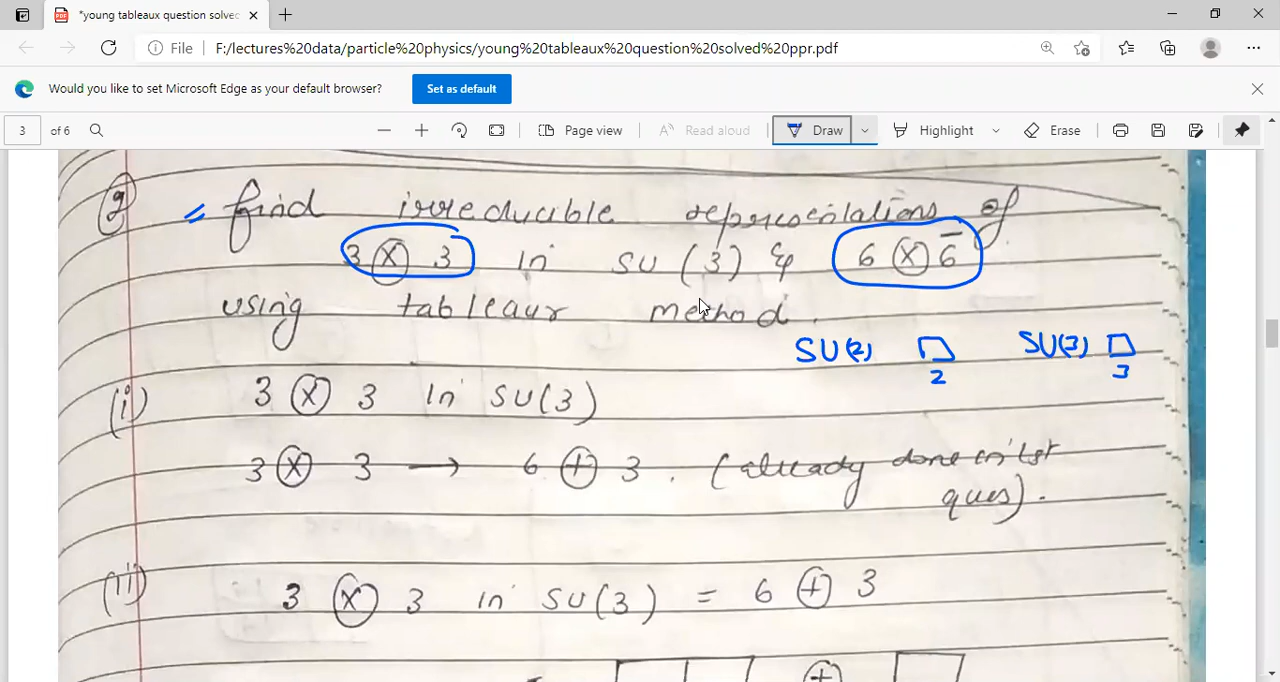 *young tableaux question solvec
File F:/lectures%20data/particle%20physics/young%20tableaux%20question%20solved%20ppr.pdf
Would you like to set Microsoft Edge as your default browser? Set as default
3 of 6 Page view Read aloud Draw Highlight Erase
Q = find irreducible representations of
3 ⊗ 3 in SU(3) & 6 ⊗ 6̅
using tableaux method.
SU(2) 2 SU(3) 3
(i) 3 ⊗ 3 in SU(3)
3 ⊗ 3 → 6 ⊕ 3. (already done in 1st
ques).
(ii) 3 ⊗ 3 in SU(3) = 6 ⊕ 3
⊕